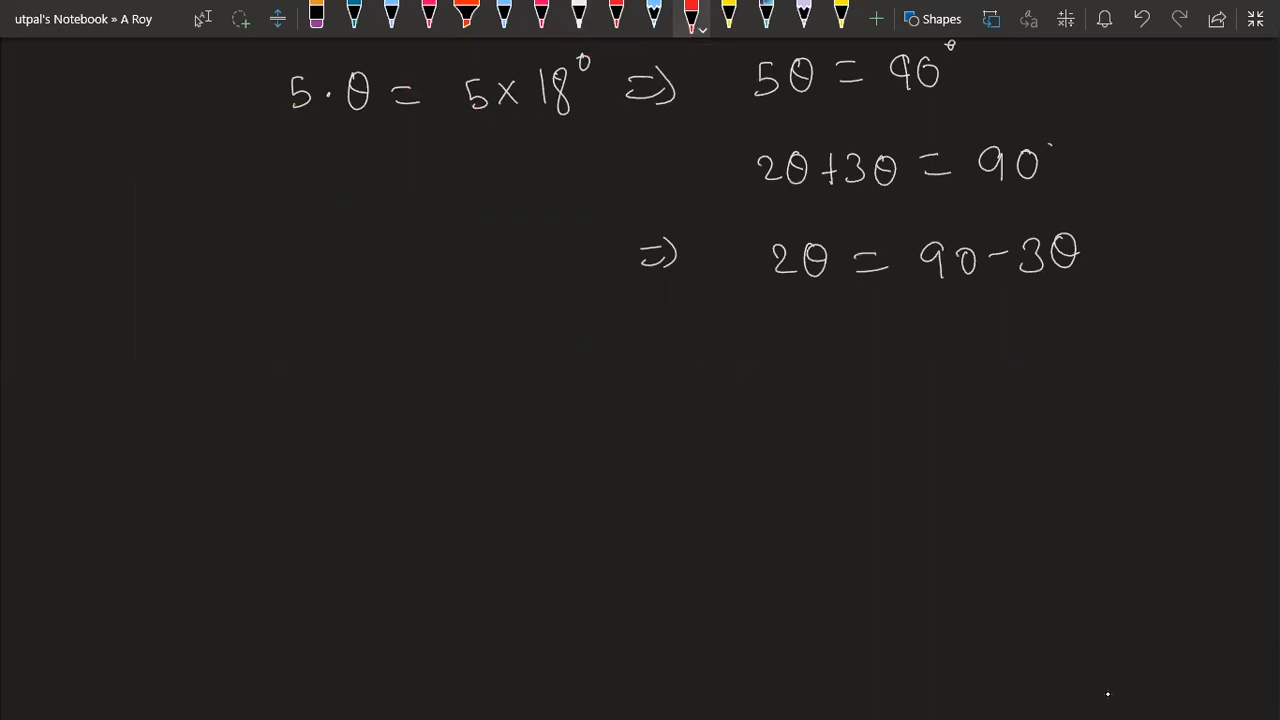 utpal's Notebook » A Roy
Shapes
5·θ = 5×18° ⇒ 5θ = 90°
2θ+3θ = 90°
⇒ 2θ = 90-3θ